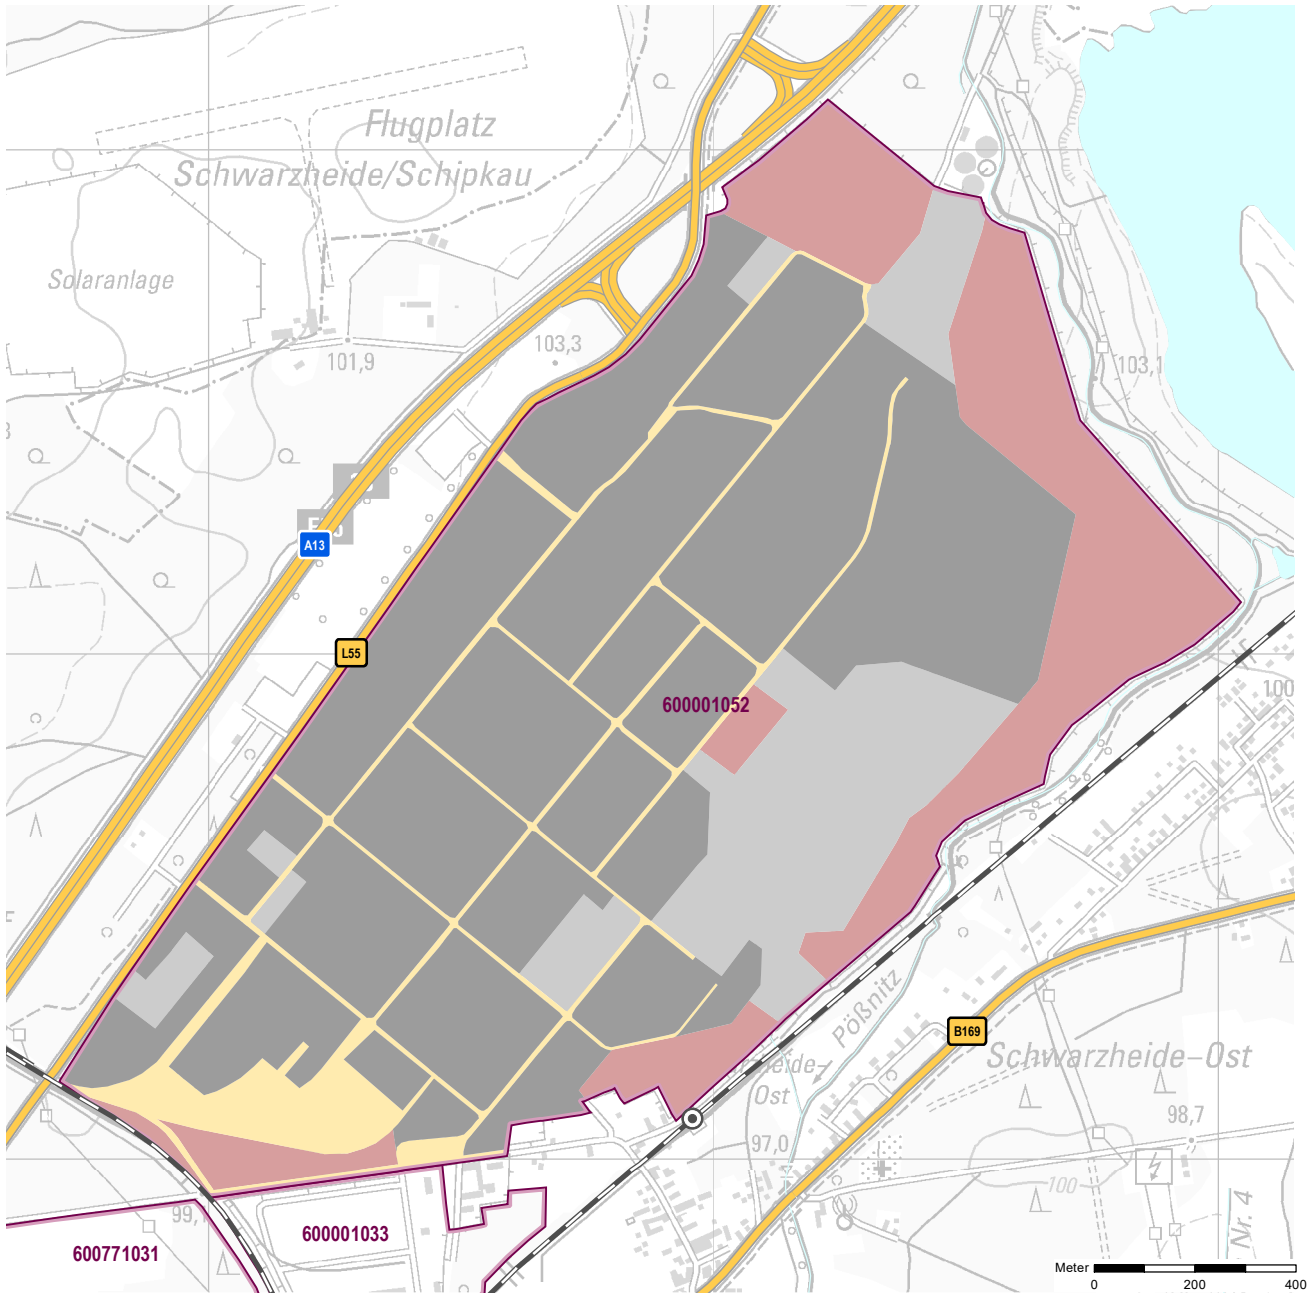 Flugplatz
Schwarzheide/Schipkau
Solaranlage
103,3
101,9
103,1
A13
L55
600001052
100
Pößnitz
B169
Schwarzheide-Ost
Ost
98,7
97,0
100
99,
600001033
600771031
Nr. 4
Meter
0
200
400